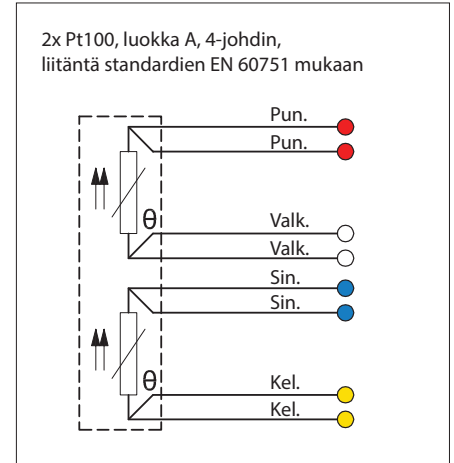 2x Pt100, luokka A, 4-johdin,
liitäntä standardien EN 60751 mukaan
Pun.
Pun.
θ
Valk.
Valk.
Sin.
Sin.
θ
Kel.
Kel.